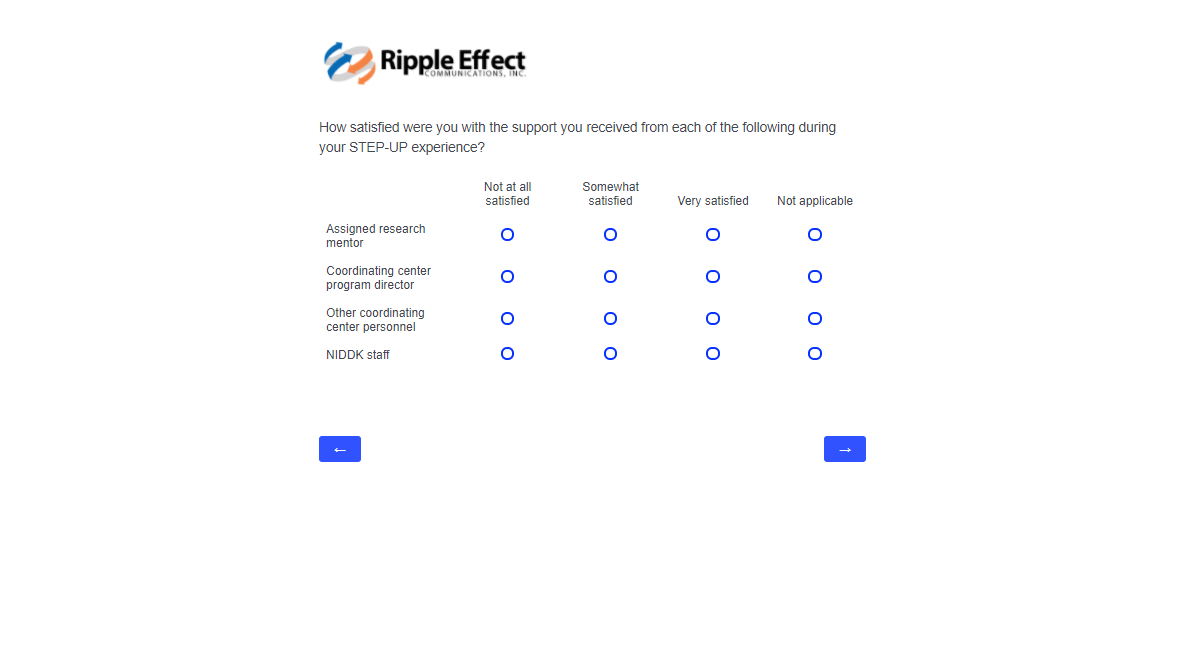 Ripple Effect
COMMUNICATIONS, INC.
How satisfied were you with the support you received from each of the following during
your STEP-UP experience?
Not at all
satisfied
Somewhat
satisfied
Very satisfied
Not applicable
Assigned research
mentor
Coordinating center
program director
Other coordinating
center personnel
NIDDK staff
←
→